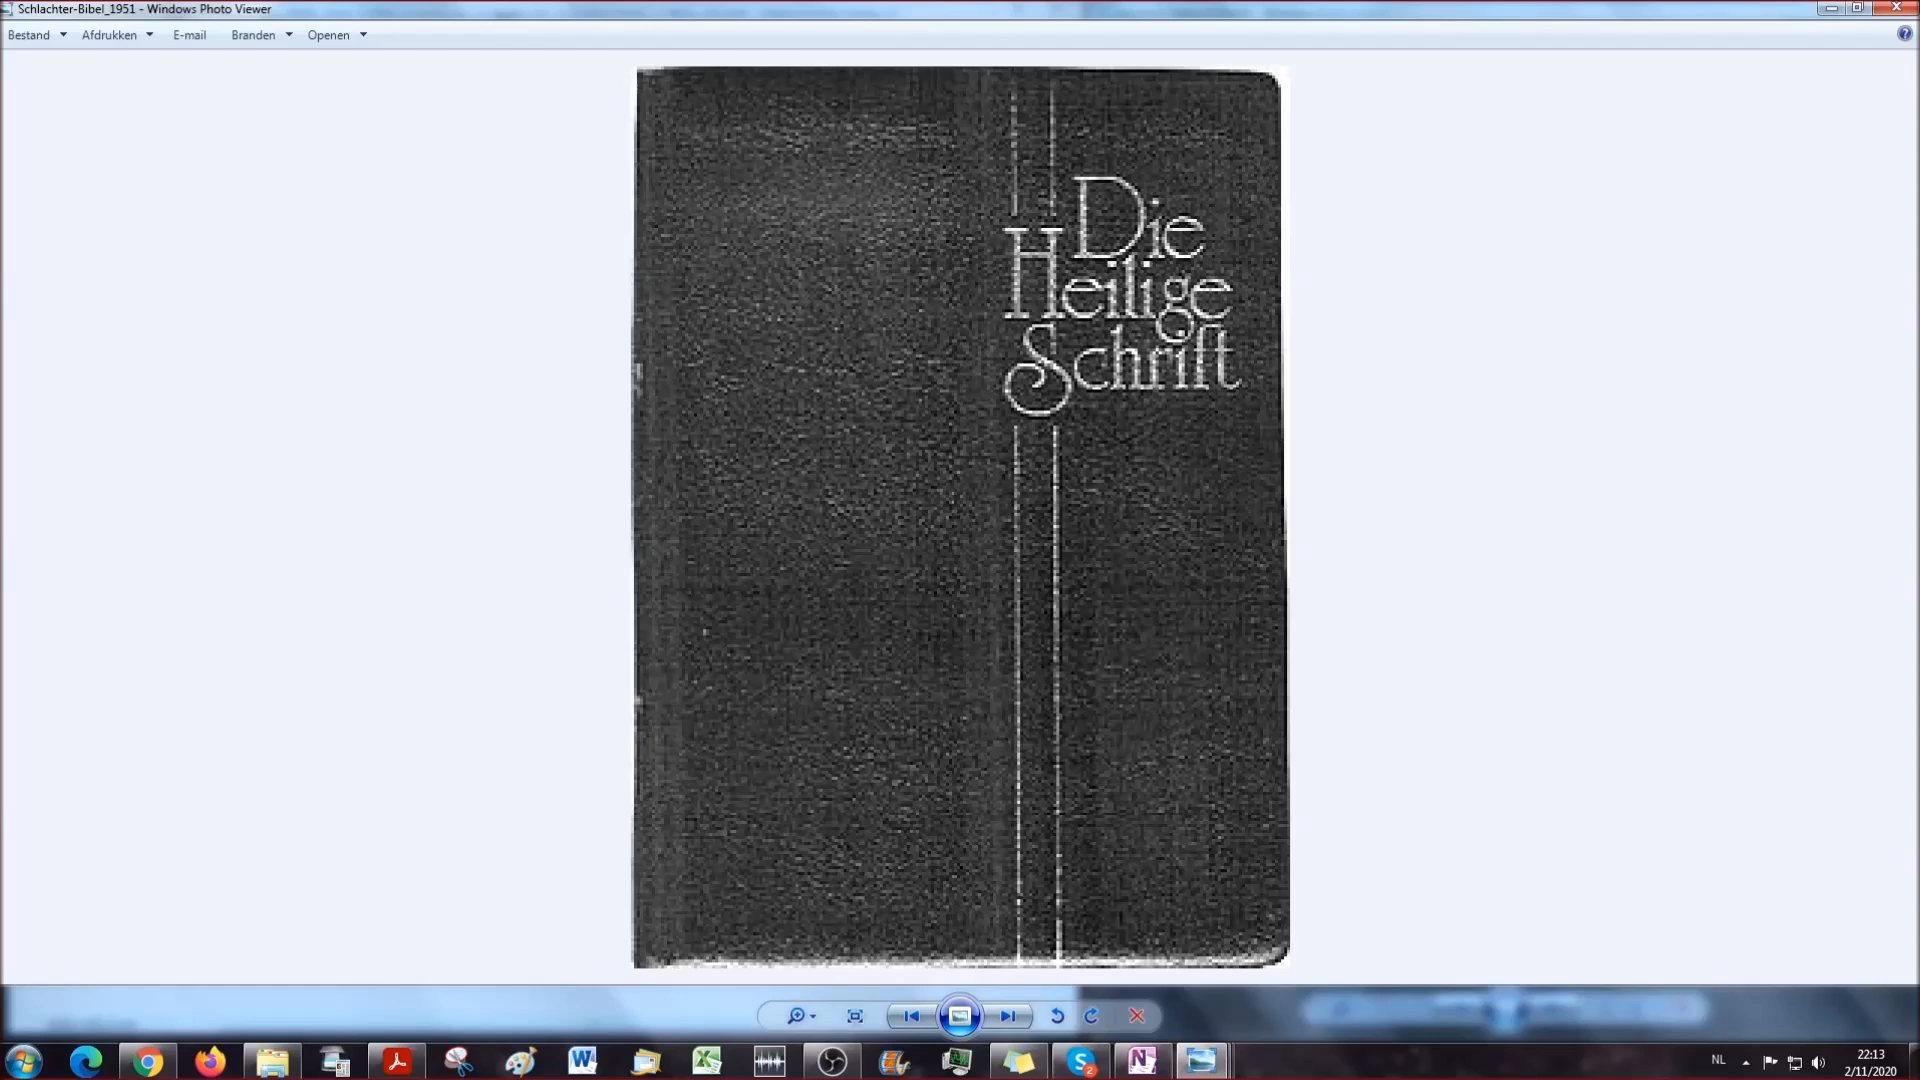 Schlachter-Bibel_1951 - Windows Photo Viewer
Bestand Afdrukken E-mail Branden Openen
Die
Heilige
Schrift
NL
22:13
2/11/2020
2